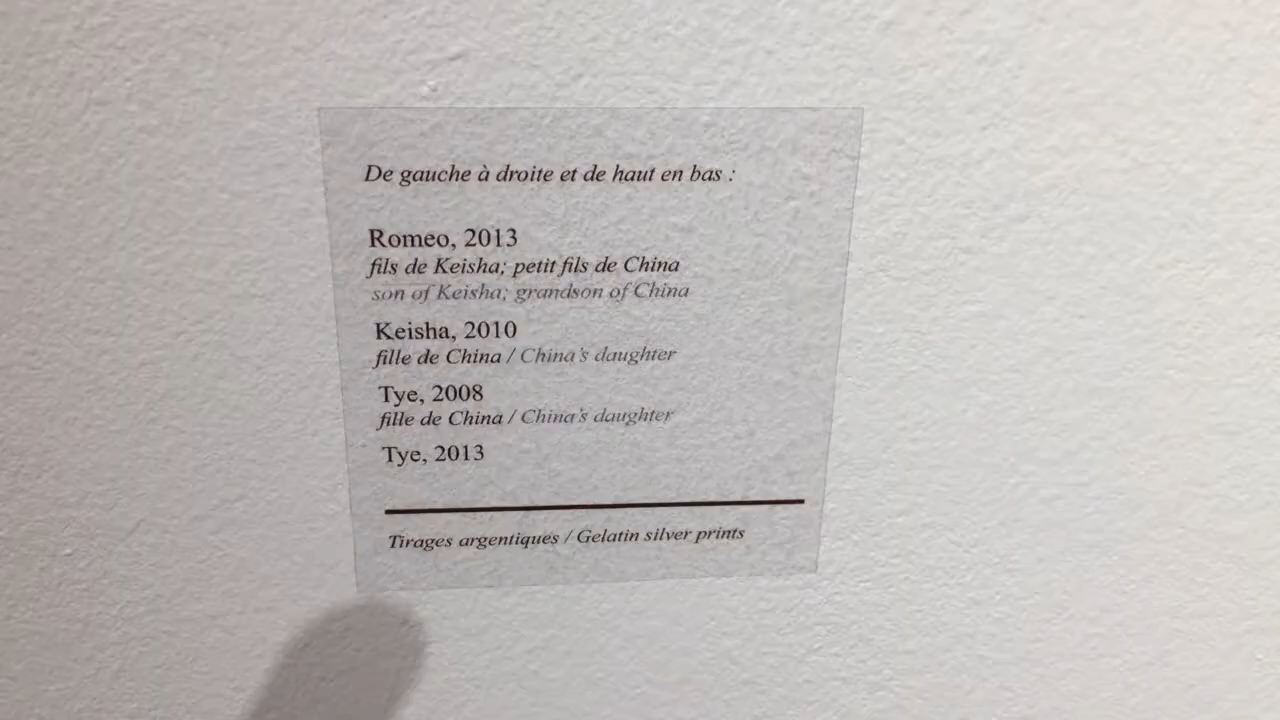 De gauche à droite et de haut en bas :
Romeo, 2013
fils de Keisha; petit fils de China
son of Keisha; grandson of China
Keisha, 2010
fille de China / China's daughter
Tye, 2008
fille de China / China's daughter
Tye, 2013
Tirages argentiques / Gelatin silver prints